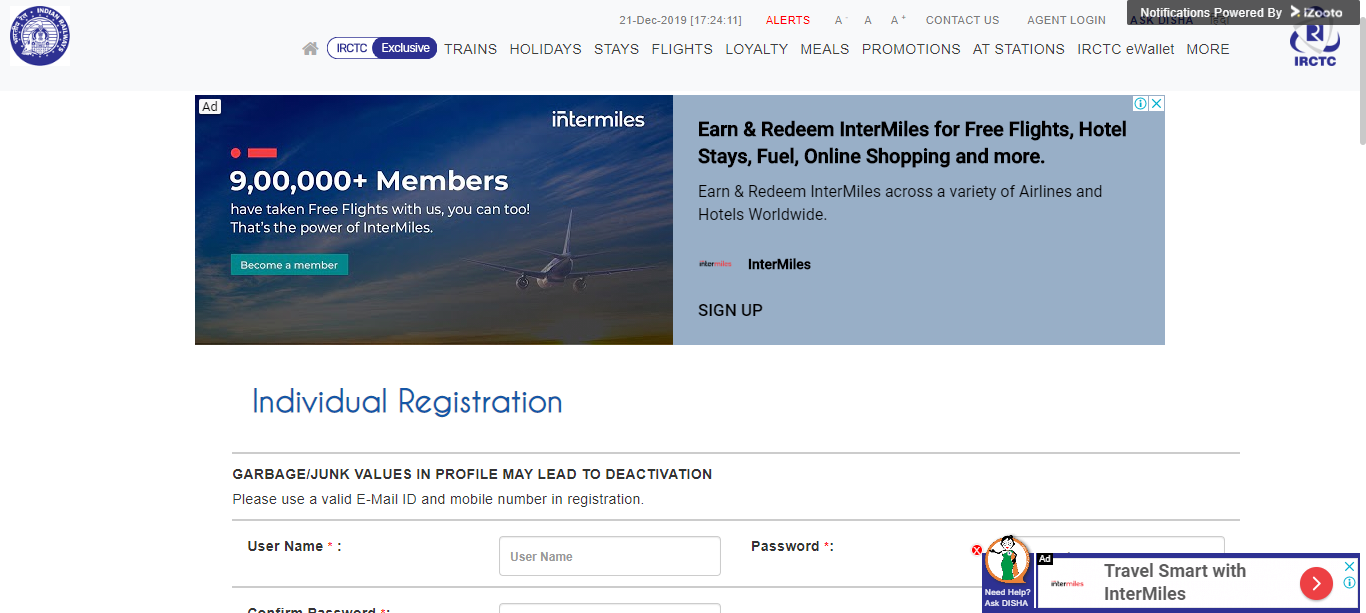 INDIAN RAILWAYS
Notifications Powered By iZooto
21-Dec-2019 [17:24:11] ALERTS A - A A + CONTACT US AGENT LOGIN ASK DISHA
IRCTC Exclusive TRAINS HOLIDAYS STAYS FLIGHTS LOYALTY MEALS PROMOTIONS AT STATIONS IRCTC eWallet MORE
IRCTC
Ad
intermiles
9,00,000+ Members
have taken Free Flights with us, you can too!
That's the power of InterMiles.
Become a member
Earn & Redeem InterMiles for Free Flights, Hotel
Stays, Fuel, Online Shopping and more.
Earn & Redeem InterMiles across a variety of Airlines and
Hotels Worldwide.
intermiles InterMiles
SIGN UP
Individual Registration
GARBAGE/JUNK VALUES IN PROFILE MAY LEAD TO DEACTIVATION
Please use a valid E-Mail ID and mobile number in registration.
User Name * : User Name Password *:
Confirm Password *:
Need Help?
Ask DISHA
Ad
intermiles
Travel Smart with
InterMiles